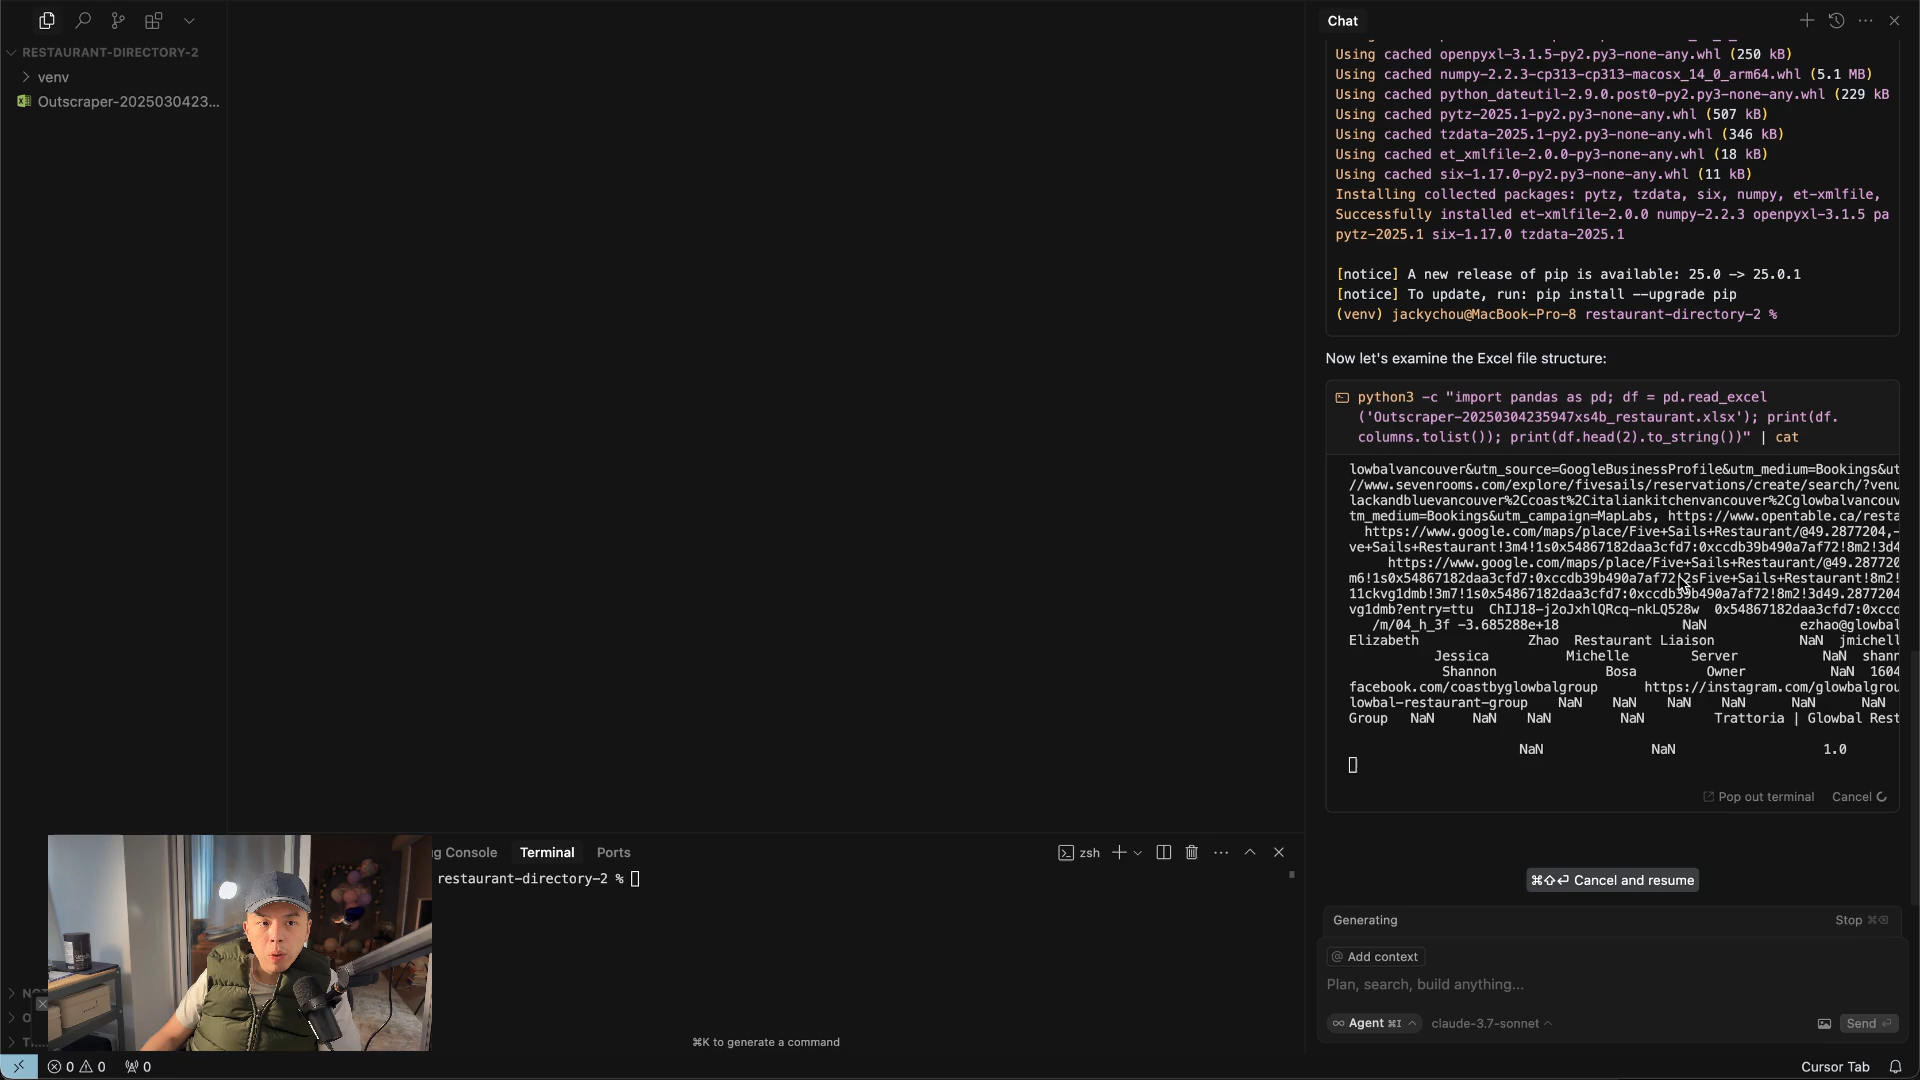 RESTAURANT-DIRECTORY-2
venv
Outscraper-2025030423...
Chat
Using cached openpyxl-3.1.5-py2.py3-none-any.whl (250 kB)
Using cached numpy-2.2.3-cp313-cp313-macosx_14_0_arm64.whl (5.1 MB)
Using cached python_dateutil-2.9.0.post0-py2.py3-none-any.whl (229 kB
Using cached pytz-2025.1-py2.py3-none-any.whl (507 kB)
Using cached tzdata-2025.1-py2.py3-none-any.whl (346 kB)
Using cached et_xmlfile-2.0.0-py3-none-any.whl (18 kB)
Using cached six-1.17.0-py2.py3-none-any.whl (11 kB)
Installing collected packages: pytz, tzdata, six, numpy, et-xmlfile,
Successfully installed et-xmlfile-2.0.0 numpy-2.2.3 openpyxl-3.1.5 pa
pytz-2025.1 six-1.17.0 tzdata-2025.1
[notice] A new release of pip is available: 25.0 -> 25.0.1
[notice] To update, run: pip install --upgrade pip
(venv) jackychou@MacBook-Pro-8 restaurant-directory-2 %
Now let's examine the Excel file structure:
python3 -c "import pandas as pd; df = pd.read_excel
('Outscraper-20250304235947xs4b_restaurant.xlsx'); print(df.
columns.tolist()); print(df.head(2).to_string())" | cat
lowbalvancouver&utm_source=GoogleBusinessProfile&utm_medium=Bookings&ut
//www.sevenrooms.com/explore/fivesails/reservations/create/search/?venu
lackandbluevancouver%2Ccoast%2Citaliankitchenvancouver%2Cglowbalvancouv
tm_medium=Bookings&utm_campaign=MapLabs, https://www.opentable.ca/resta
https://www.google.com/maps/place/Five+Sails+Restaurant/@49.2877204,-
ve+Sails+Restaurant!3m4!1s0x54867182daa3cfd7:0xccdb39b490a7af72!8m2!3d4
https://www.google.com/maps/place/Five+Sails+Restaurant/@49.287720
m6!1s0x54867182daa3cfd7:0xccdb39b490a7af72!2sFive+Sails+Restaurant!8m2!
11ckvg1dmb!3m7!1s0x54867182daa3cfd7:0xccdb39b490a7af72!8m2!3d49.2877204
vg1dmb?entry=ttu ChIJ18-j2oJxhlQRcq-nkLQ528w 0x54867182daa3cfd7:0xccd
/m/04_h_3f -3.685288e+18 NaN ezhao@glowbal
Elizabeth Zhao Restaurant Liaison NaN jmichell
Jessica Michelle Server NaN shann
Shannon Bosa Owner NaN 1604
facebook.com/coastbyglowbalgroup https://instagram.com/glowbalgrou
lowbal-restaurant-group NaN NaN NaN NaN NaN NaN
Group NaN NaN NaN NaN Trattoria | Glowbal Rest
NaN NaN 1.0
Pop out terminal Cancel
⌘⇧⏎ Cancel and resume
Generating Stop ⌘⌫
@ Add context
Plan, search, build anything...
∞ Agent ⌘I claude-3.7-sonnet Send ⏎
g Console Terminal Ports zsh
restaurant-directory-2 %
⌘K to generate a command
0 0 0
Cursor Tab